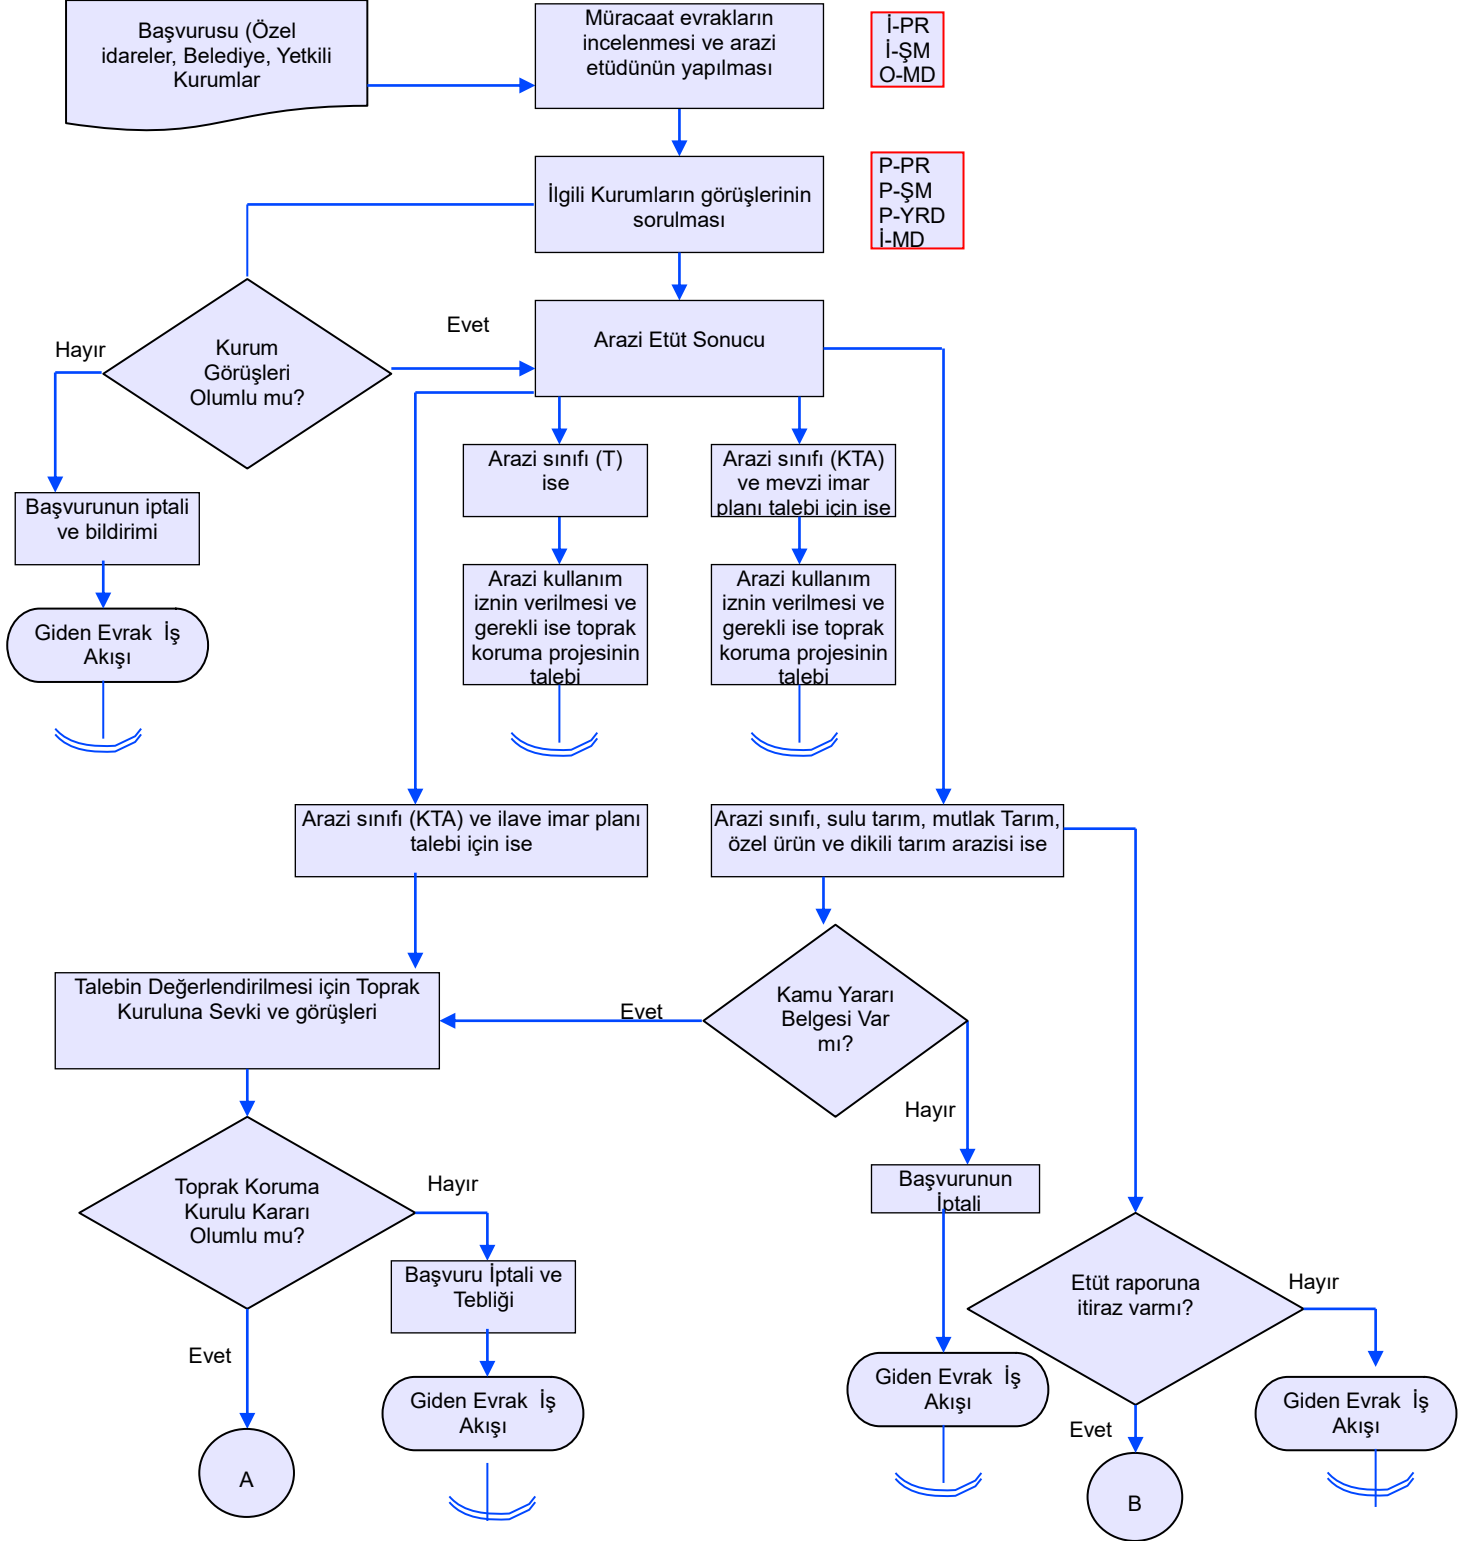 Başvurusu (Özel
idareler, Belediye, Yetkili
Kurumlar
Müracaat evrakların
incelenmesi ve arazi
etüdünün yapılması
İ-PR
İ-ŞM
O-MD
İlgili Kurumların görüşlerinin
sorulması
P-PR
P-ŞM
P-YRD
İ-MD
Kurum
Görüşleri
Olumlu mu?
Hayır
Evet
Arazi Etüt Sonucu
Başvurunun iptali
ve bildirimi
Giden Evrak İş
Akışı
Arazi sınıfı (T)
ise
Arazi sınıfı (KTA)
ve mevzi imar
planı talebi için ise
Arazi kullanım
iznin verilmesi ve
gerekli ise toprak
koruma projesinin
talebi
Arazi kullanım
iznin verilmesi ve
gerekli ise toprak
koruma projesinin
talebi
Arazi sınıfı (KTA) ve ilave imar planı
talebi için ise
Arazi sınıfı, sulu tarım, mutlak Tarım,
özel ürün ve dikili tarım arazisi ise
Talebin Değerlendirilmesi için Toprak
Kuruluna Sevki ve görüşleri
Evet
Kamu Yararı
Belgesi Var
mı?
Hayır
Toprak Koruma
Kurulu Kararı
Olumlu mu?
Hayır
Başvurunun
İptali
Başvuru İptali ve
Tebliği
Etüt raporuna
itiraz varmı?
Hayır
Evet
Giden Evrak İş
Akışı
Giden Evrak İş
Akışı
Giden Evrak İş
Akışı
Evet
A
B